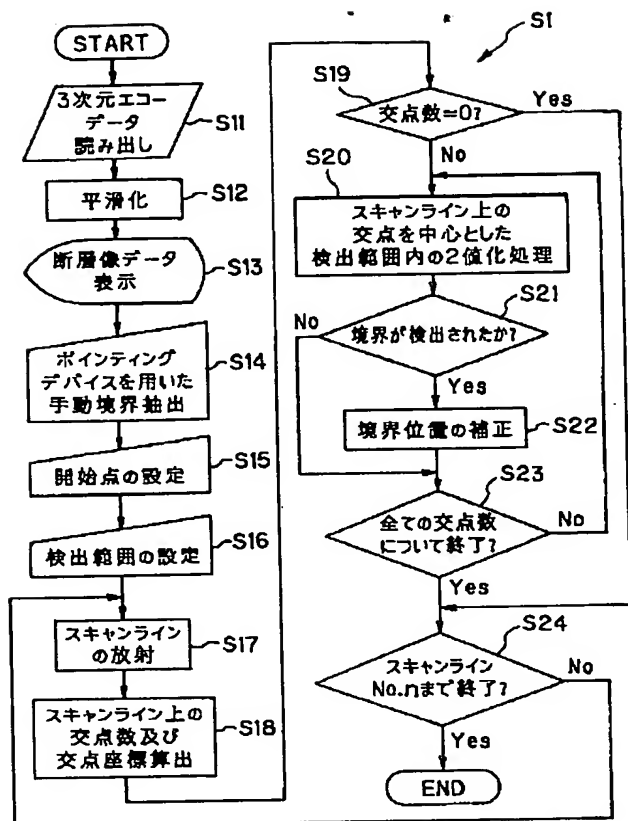 START
3次元エコー
データ
読み出し
S11
平滑化
S12
断層像データ
表示
S13
ポインティング
デバイスを用いた
手動境界抽出
S14
開始点の設定
S15
検出範囲の設定
S16
スキャンライン
の放射
S17
スキャンライン上の
交点数及び
交点座標算出
S18
S1
S19
交点数=0?
Yes
No
S20
スキャンライン上の
交点を中心とした
検出範囲内の2値化処理
S21
No
境界が検出されたか?
Yes
境界位置の補正
S22
S23
全ての交点数
について終了?
No
Yes
S24
スキャンライン
No.nまで終了?
No
Yes
END